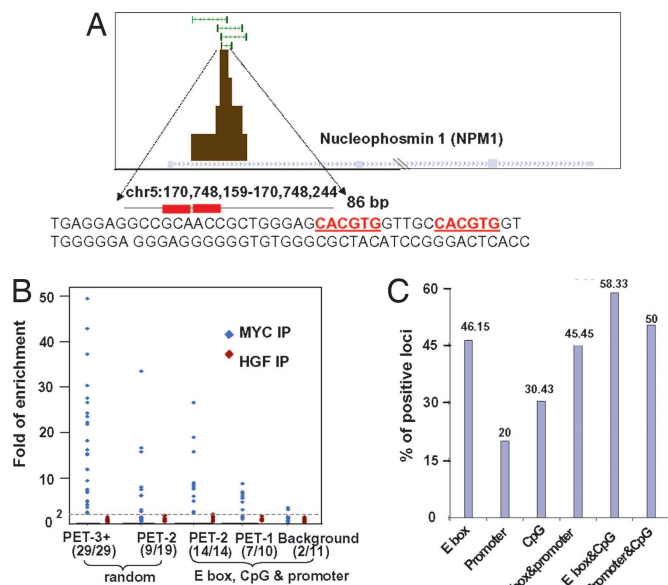 A
Nucleophosmin 1 (NPM1)
chr5:170,748,159-170,748,244
86 bp
TGAGGAGGCCGCAACCGCTGGGAGCACGTGGTTGCCCACGTGGT
TGGGGGA GGGAGGGGGGTGTGGGCGCTACATCCGGGACTCACC
B
Fold of enrichment
50
40
30
20
10
2
0
MYC IP
HGF IP
PET-3+ PET-2 PET-2 PET-1 Background
(29/29) (9/19) (14/14) (7/10) (2/11)
random E box, CpG & promoter
C
% of positive loci
60
45
30
15
0
46.15
20
30.43
45.45
58.33
50
E box
Promoter
CpG
box&promoter
E box&CpG
promoter&CpG